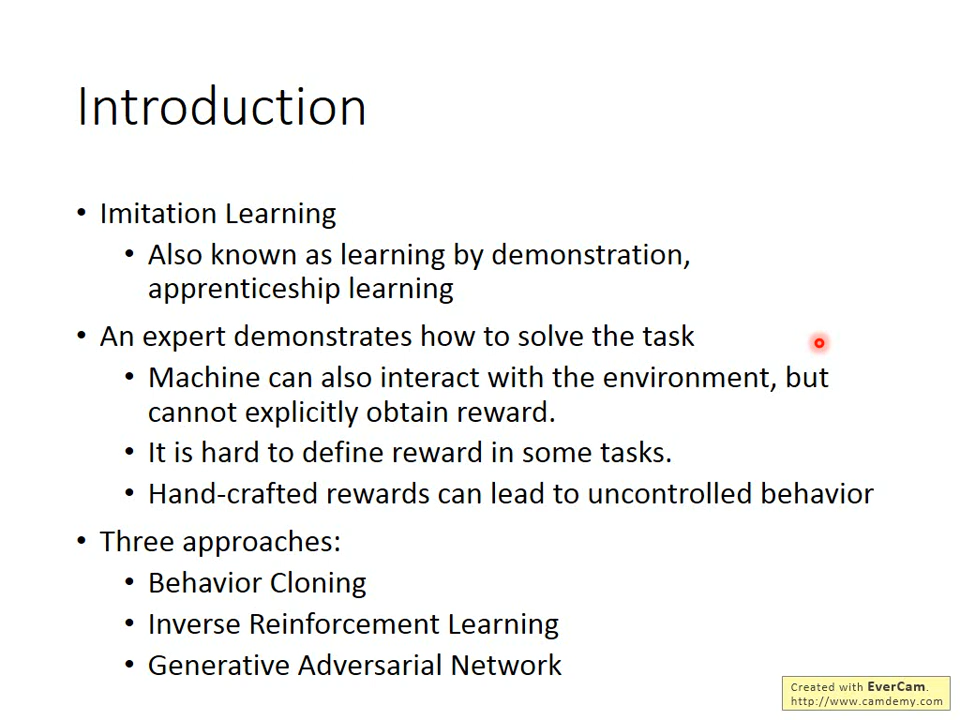 Introduction
• Imitation Learning
• Also known as learning by demonstration,
apprenticeship learning
• An expert demonstrates how to solve the task
• Machine can also interact with the environment, but
cannot explicitly obtain reward.
• It is hard to define reward in some tasks.
• Hand-crafted rewards can lead to uncontrolled behavior
• Three approaches:
• Behavior Cloning
• Inverse Reinforcement Learning
• Generative Adversarial Network
Created with EverCam.
http://www.camdemy.com